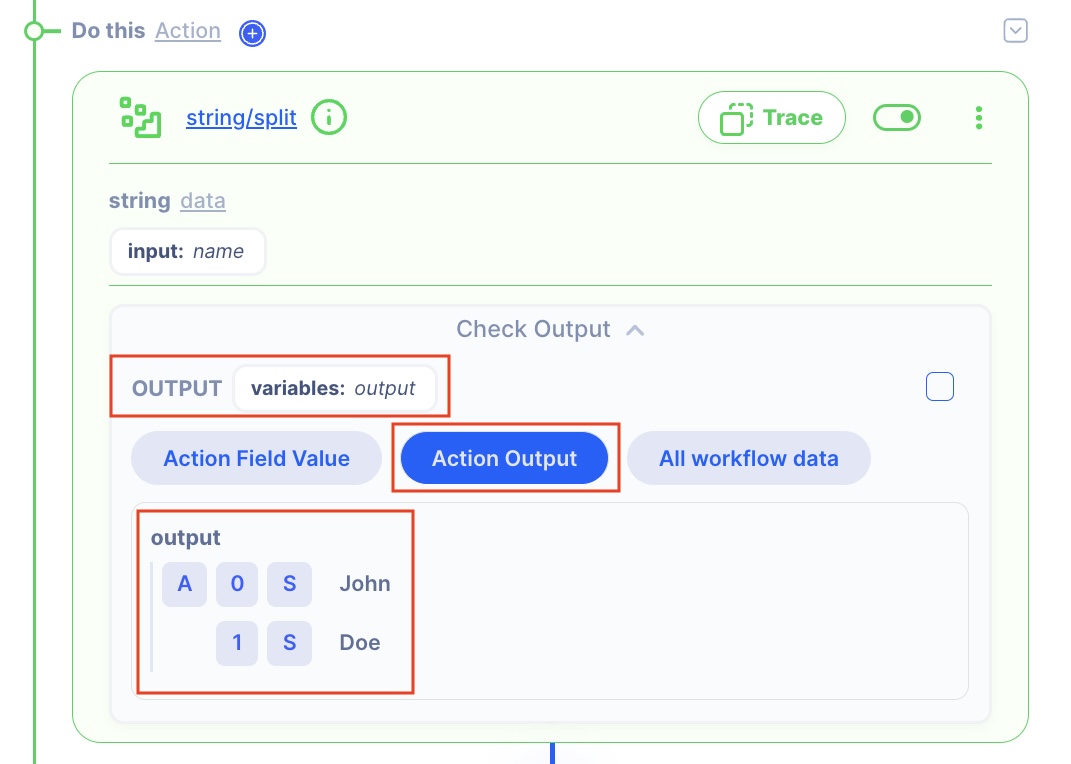 Do this Action
string/split Trace
string data
input: name
Check Output
OUTPUT variables: output
Action Field Value Action Output All workflow data
output
A 0 S John
1 S Doe